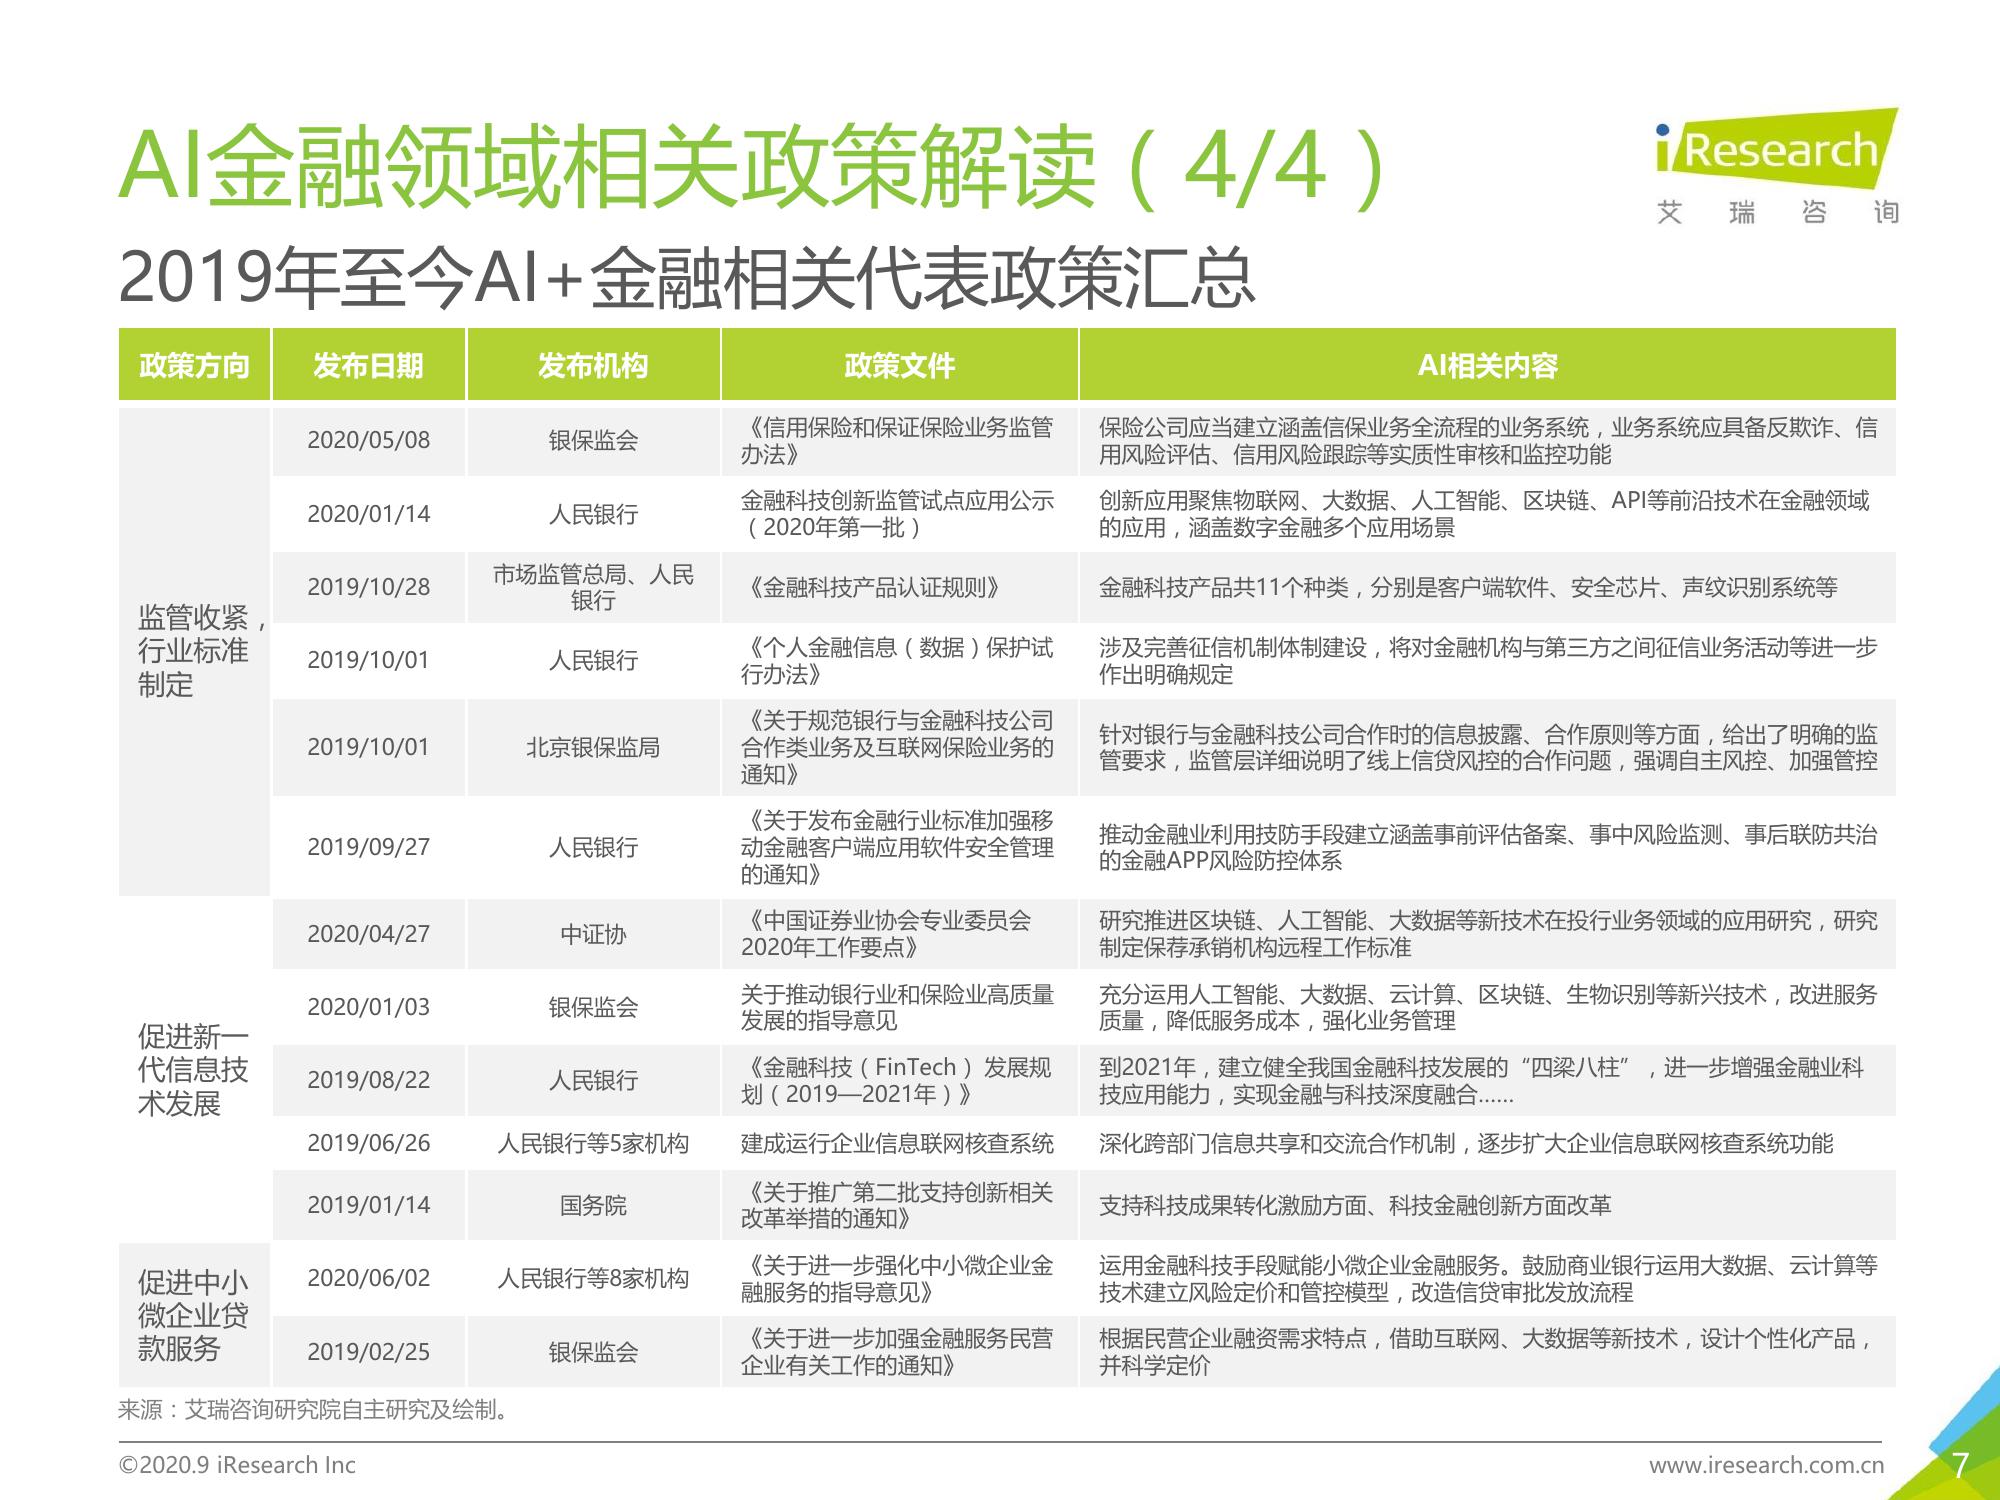 AI金融领域相关政策解读（4/4）
iResearch
艾瑞咨询
2019年至今AI+金融相关代表政策汇总
政策方向 发布日期 发布机构 政策文件 AI相关内容
监管收紧，
行业标准
制定
2020/05/08
银保监会
《信用保险和保证保险业务监管
办法》
保险公司应当建立涵盖信保业务全流程的业务系统，业务系统应具备反欺诈、信
用风险评估、信用风险跟踪等实质性审核和监控功能
2020/01/14
人民银行
金融科技创新监管试点应用公示
（2020年第一批）
创新应用聚焦物联网、大数据、人工智能、区块链、API等前沿技术在金融领域
的应用，涵盖数字金融多个应用场景
2019/10/28
市场监管总局、人民
银行
《金融科技产品认证规则》
金融科技产品共11个种类，分别是客户端软件、安全芯片、声纹识别系统等
2019/10/01
人民银行
《个人金融信息（数据）保护试
行办法》
涉及完善征信机制体制建设，将对金融机构与第三方之间征信业务活动等进一步
作出明确规定
2019/10/01
北京银保监局
《关于规范银行与金融科技公司
合作类业务及互联网保险业务的
通知》
针对银行与金融科技公司合作时的信息披露、合作原则等方面，给出了明确的监
管要求，监管层详细说明了线上信贷风控的合作问题，强调自主风控、加强管控
2019/09/27
人民银行
《关于发布金融行业标准加强移
动金融客户端应用软件安全管理
的通知》
推动金融业利用技防手段建立涵盖事前评估备案、事中风险监测、事后联防共治
的金融APP风险防控体系
促进新一
代信息技
术发展
2020/04/27
中证协
《中国证券业协会专业委员会
2020年工作要点》
研究推进区块链、人工智能、大数据等新技术在投行业务领域的应用研究，研究
制定保荐承销机构远程工作标准
2020/01/03
银保监会
关于推动银行业和保险业高质量
发展的指导意见
充分运用人工智能、大数据、云计算、区块链、生物识别等新兴技术，改进服务
质量，降低服务成本，强化业务管理
2019/08/22
人民银行
《金融科技（FinTech）发展规
划（2019—2021年）》
到2021年，建立健全我国金融科技发展的“四梁八柱”，进一步增强金融业科
技应用能力，实现金融与科技深度融合......
2019/06/26
人民银行等5家机构
建成运行企业信息联网核查系统
深化跨部门信息共享和交流合作机制，逐步扩大企业信息联网核查系统功能
2019/01/14
国务院
《关于推广第二批支持创新相关
改革举措的通知》
支持科技成果转化激励方面、科技金融创新方面改革
促进中小
微企业贷
款服务
2020/06/02
人民银行等8家机构
《关于进一步强化中小微企业金
融服务的指导意见》
运用金融科技手段赋能小微企业金融服务。鼓励商业银行运用大数据、云计算等
技术建立风险定价和管控模型，改造信贷审批发放流程
2019/02/25
银保监会
《关于进一步加强金融服务民营
企业有关工作的通知》
根据民营企业融资需求特点，借助互联网、大数据等新技术，设计个性化产品，
并科学定价
来源：艾瑞咨询研究院自主研究及绘制。
©2020.9 iResearch Inc
www.iresearch.com.cn
7